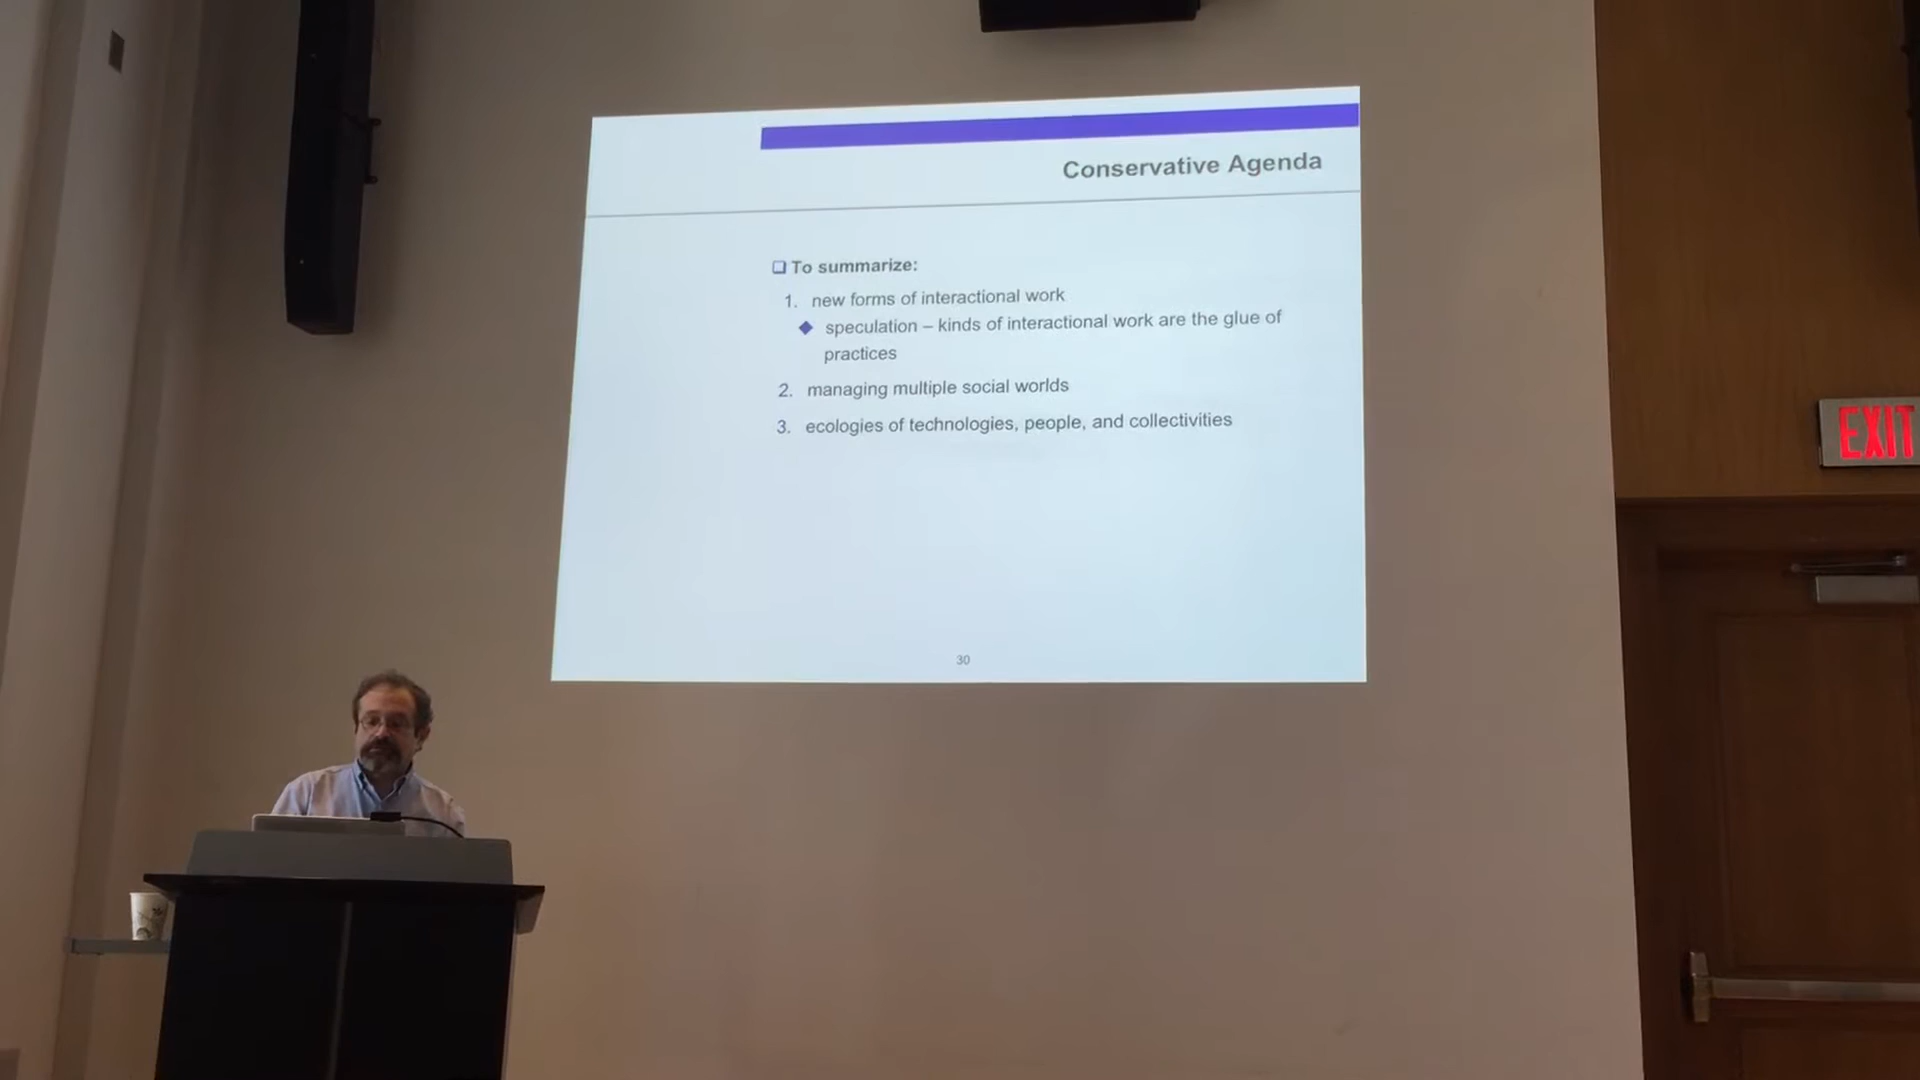 Conservative Agenda
To summarize:
1. new forms of interactional work
speculation – kinds of interactional work are the glue of
practices
2. managing multiple social worlds
3. ecologies of technologies, people, and collectivities
30
EXIT